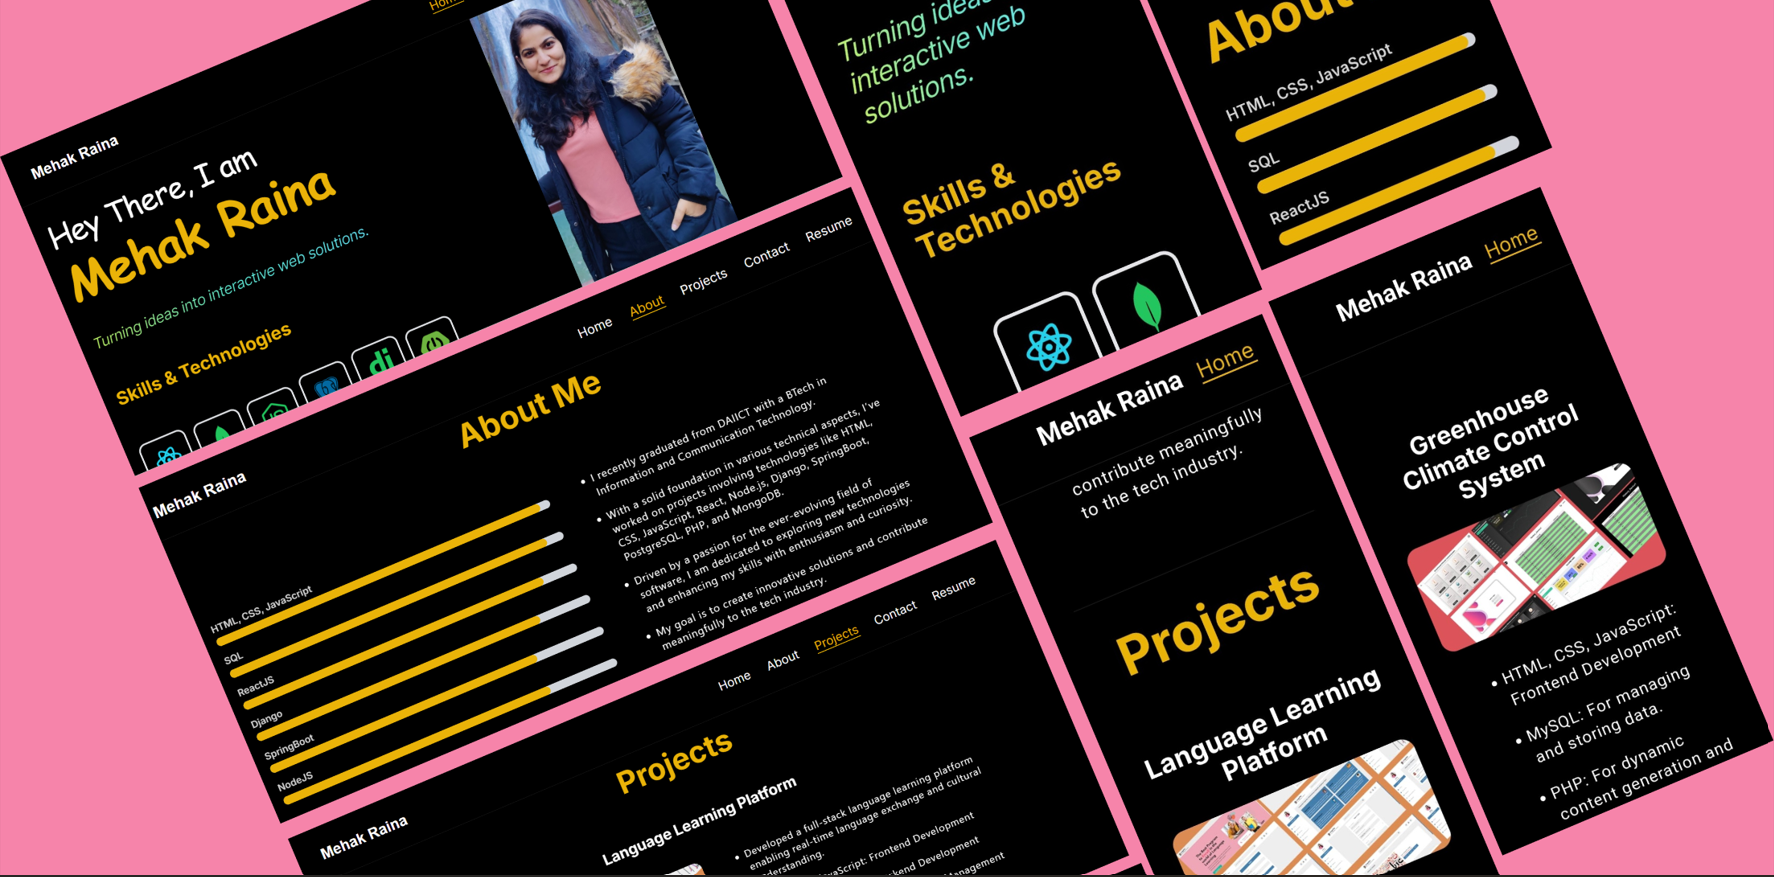 Home
Mehak Raina
Hey There, I am
Mehak Raina
Turning ideas into interactive web solutions.
Skills & Technologies
dj
Mehak Raina
Home
About
Projects
Contact
Resume
About Me
HTML, CSS, JavaScript
SQL
ReactJS
Django
SpringBoot
NodeJS
• I recently graduated from DAIICT with a BTech in
Information and Communication Technology.
• With a solid foundation in various technical aspects, I've
worked on projects involving technologies like HTML,
CSS, JavaScript, React, Node.js, Django, SpringBoot,
PostgreSQL, PHP, and MongoDB.
• Driven by a passion for the ever-evolving field of
software, I am dedicated to exploring new technologies
and enhancing my skills with enthusiasm and curiosity.
• My goal is to create innovative solutions and contribute
meaningfully to the tech industry.
Mehak Raina
Home
About
Projects
Contact
Resume
Projects
Language Learning Platform
• Developed a full-stack language learning platform
enabling real-time language exchange and cultural
derstanding.
vaScript: Frontend Development
kend Development
Management
Turning ideas
interactive web
solutions.
Skills &
Technologies
Mehak Raina
Home
contribute meaningfully
to the tech industry.
Projects
Language Learning
Platform
About
HTML, CSS, JavaScript
SQL
ReactJS
Mehak Raina
Home
Greenhouse
Climate Control
System
• HTML, CSS, JavaScript:
Frontend Development
• MySQL: For managing
and storing data.
• PHP: For dynamic
content generation and